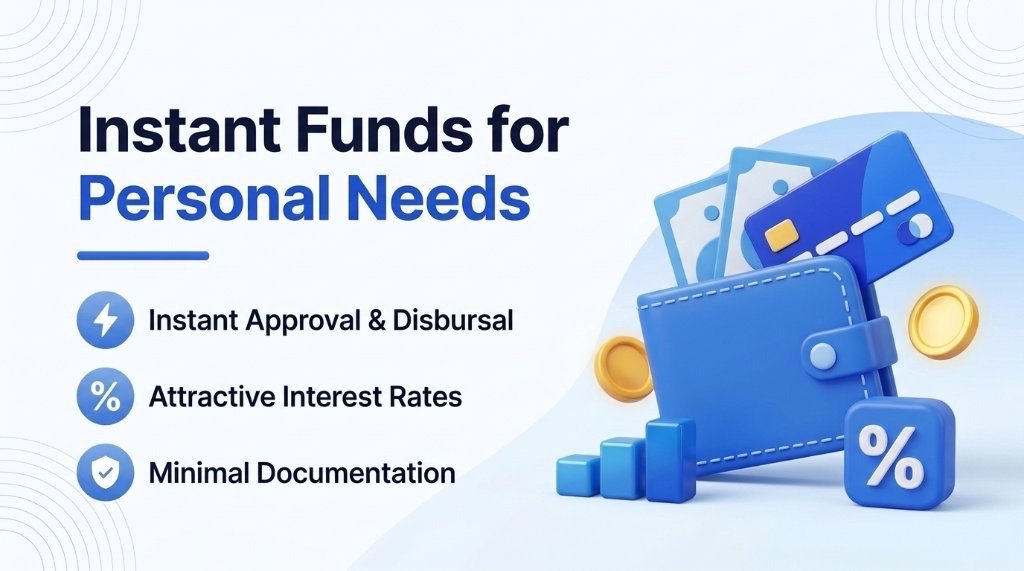 Instant Funds for
Personal Needs
Instant Approval & Disbursal
%
Attractive Interest Rates
Minimal Documentation
%